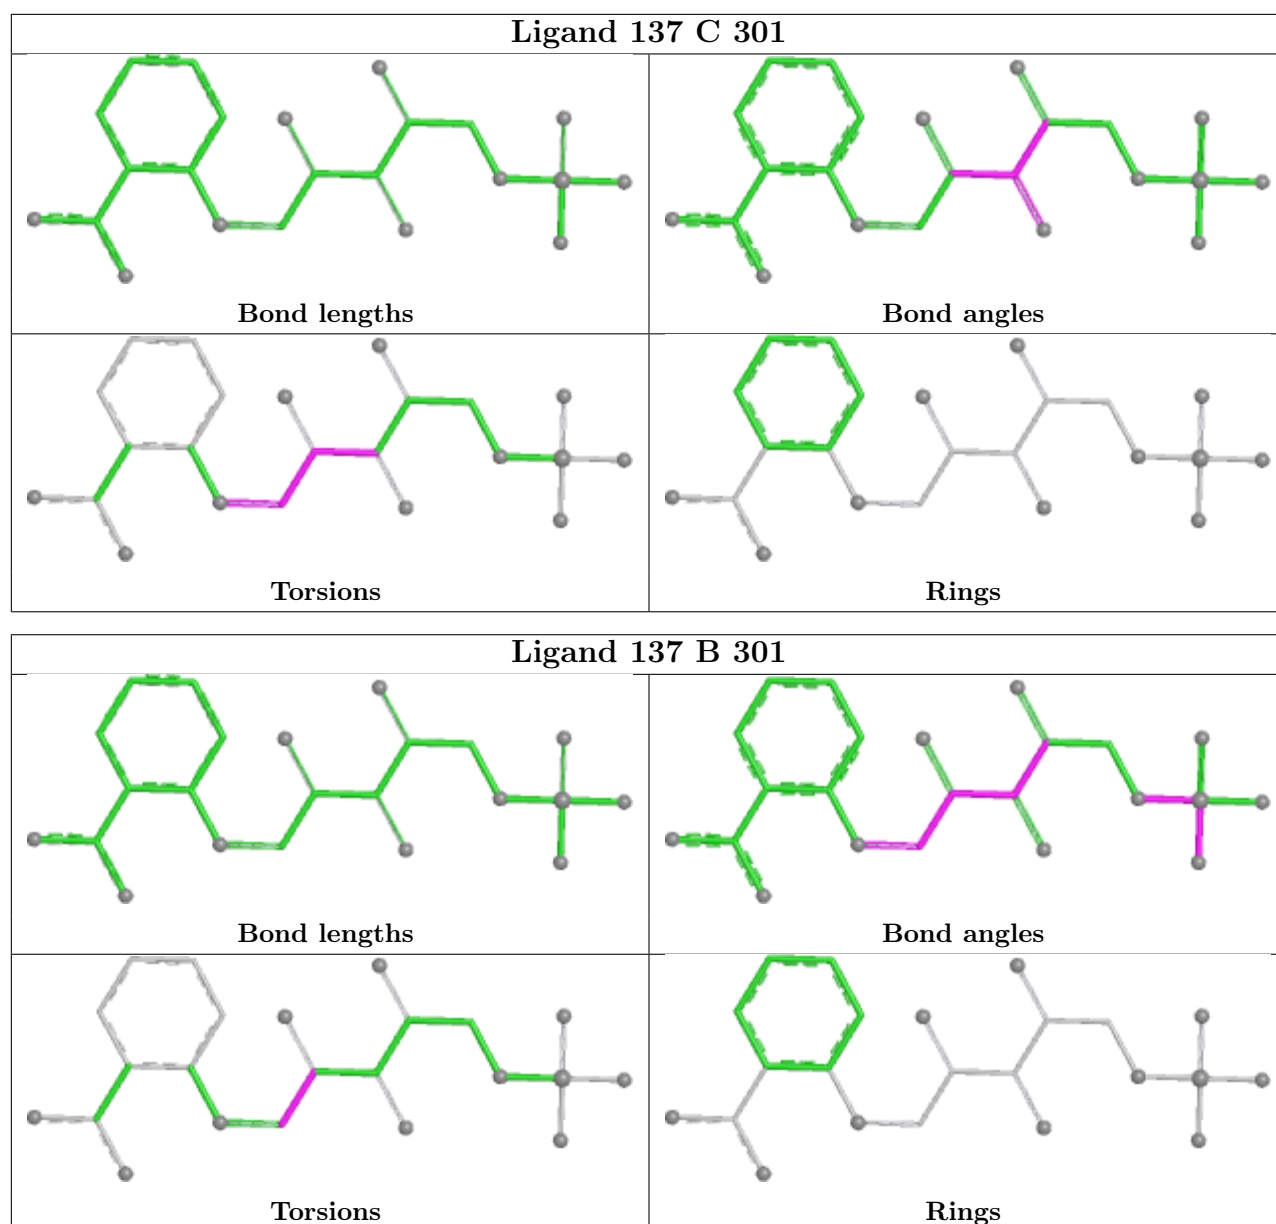 Ligand 137 C 301
Bond lengths
Bond angles
Torsions
Rings
Ligand 137 B 301
Bond lengths
Bond angles
Torsions
Rings